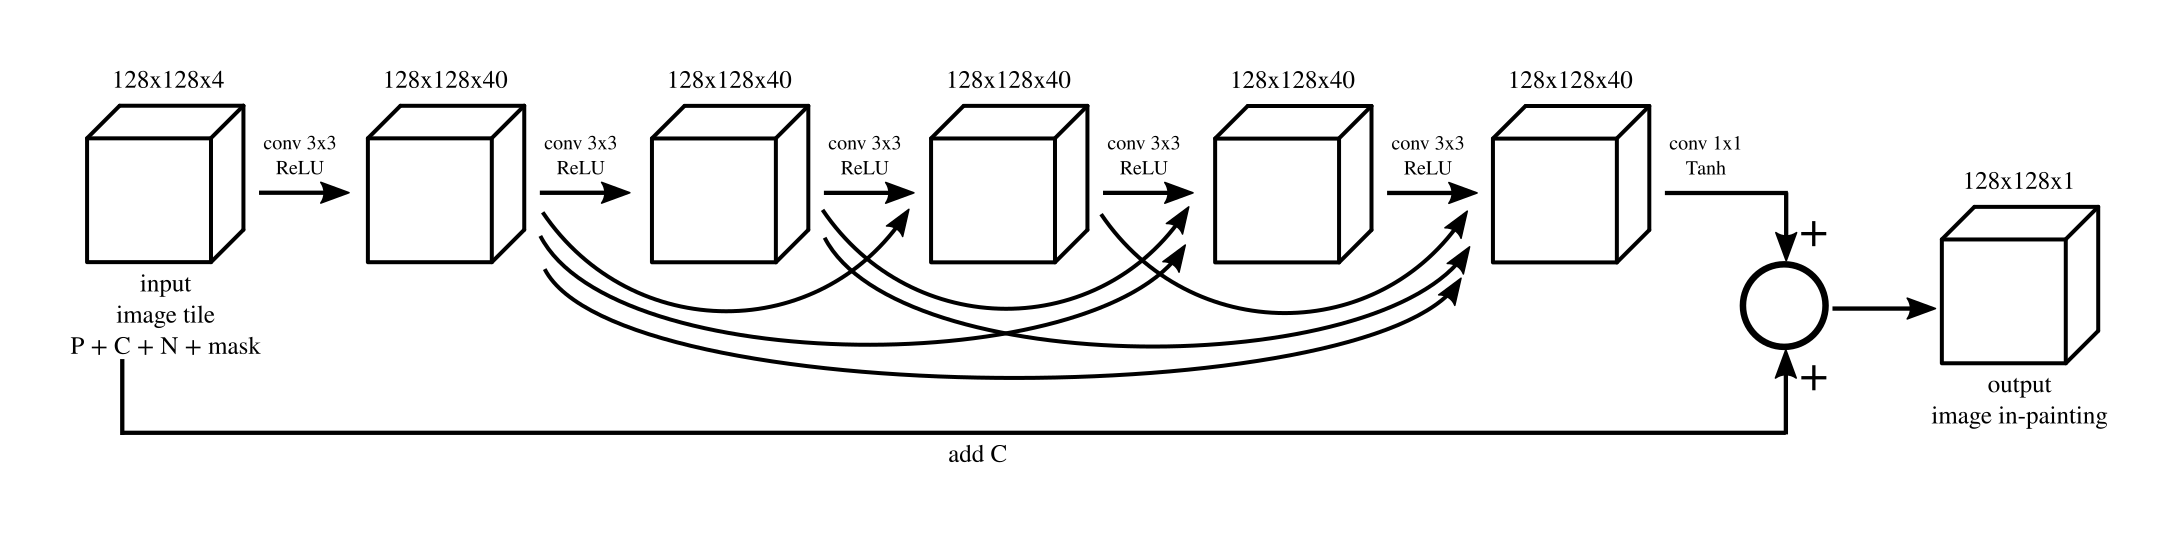 128x128x4
128x128x40
128x128x40
128x128x40
128x128x40
128x128x40
conv 3x3
ReLU
conv 3x3
ReLU
conv 3x3
ReLU
conv 3x3
ReLU
conv 3x3
ReLU
conv 1x1
Tanh
128x128x1
+
+
input
image tile
P + C + N + mask
output
image in-painting
add C